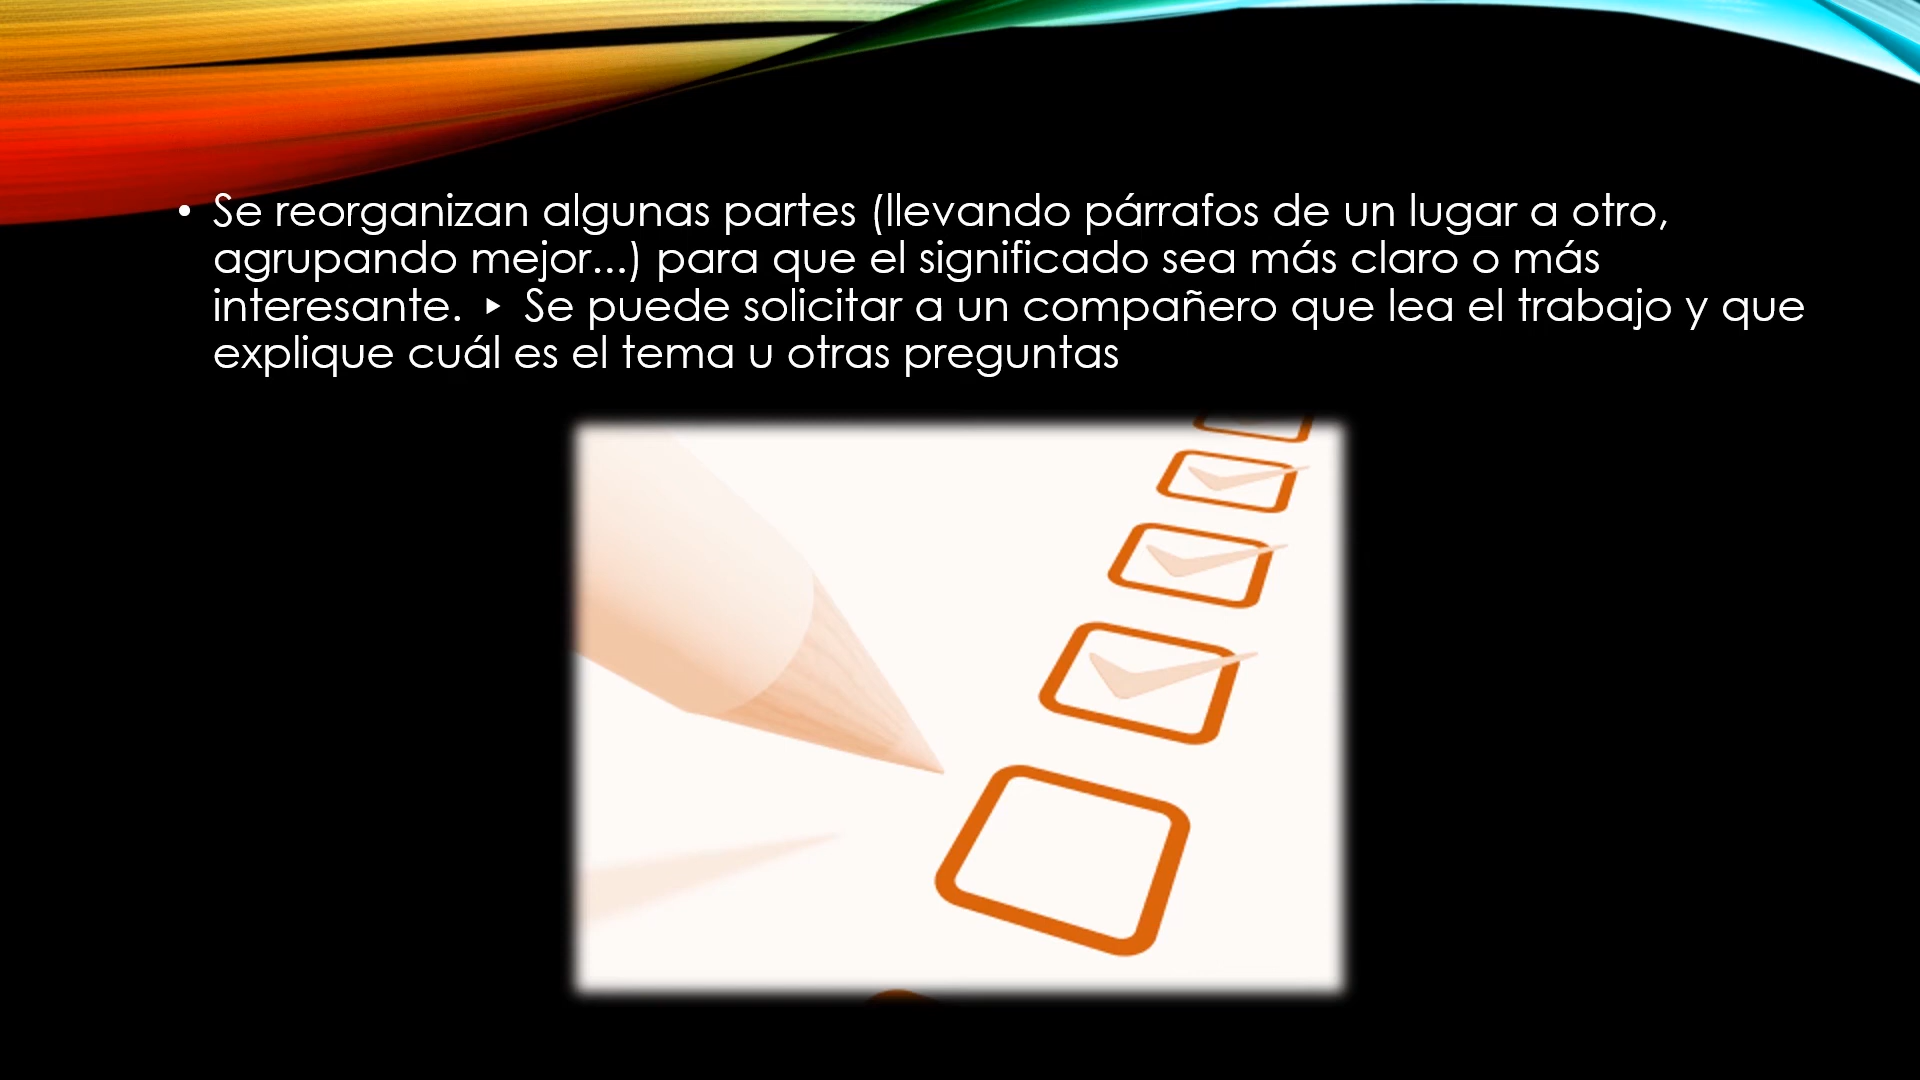 • Se reorganizan algunas partes (llevando párrafos de un lugar a otro,
agrupando mejor...) para que el significado sea más claro o más
interesante. ‣ Se puede solicitar a un compañero que lea el trabajo y que
explique cuál es el tema u otras preguntas